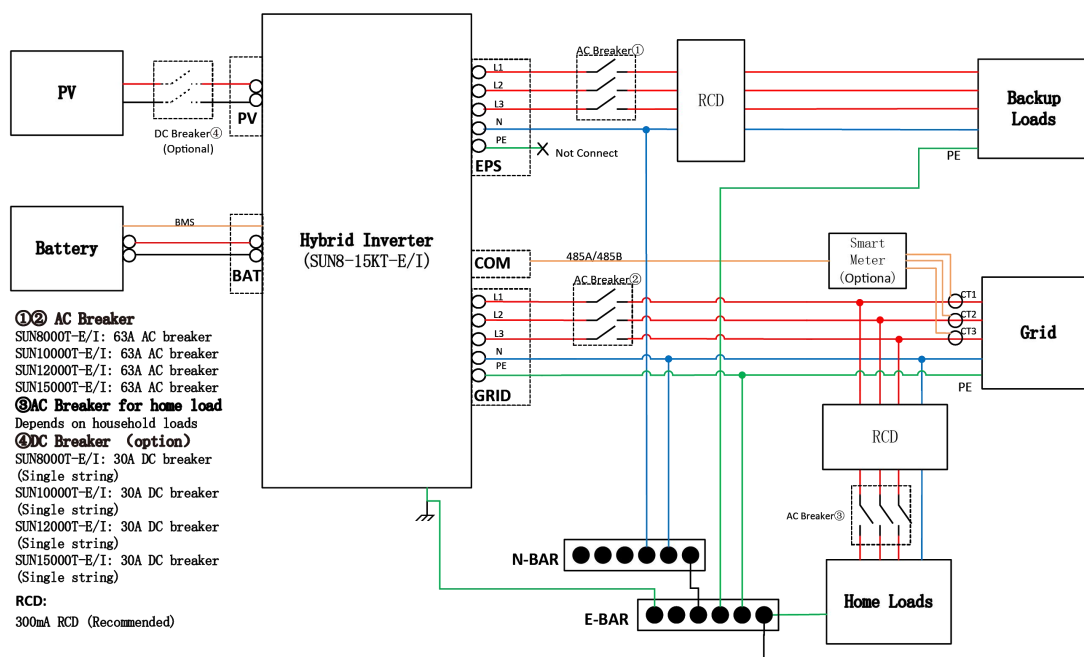 PV
DC Breaker④
(Optional)
PV
Battery
BMS
BAT
Hybrid Inverter
(SUN8-15KT-E/I)
L1
L2
L3
N
PE
EPS
Not Connect
AC Breaker①
RCD
Backup
Loads
PE
COM
485A/485B
Smart
Meter
(Optiona)
AC Breaker②
L1
L2
L3
N
PE
GRID
CT1
CT2
CT3
Grid
PE
RCD
AC Breaker③
Home Loads
N-BAR
E-BAR
①② AC Breaker
SUN8000T-E/I: 63A AC breaker
SUN10000T-E/I: 63A AC breaker
SUN12000T-E/I: 63A AC breaker
SUN15000T-E/I: 63A AC breaker
③AC Breaker for home load
Depends on household loads
④DC Breaker （option)
SUN8000T-E/I: 30A DC breaker
(Single string)
SUN10000T-E/I: 30A DC breaker
(Single string)
SUN12000T-E/I: 30A DC breaker
(Single string)
SUN15000T-E/I: 30A DC breaker
(Single string)
RCD:
300mA RCD (Recommended)